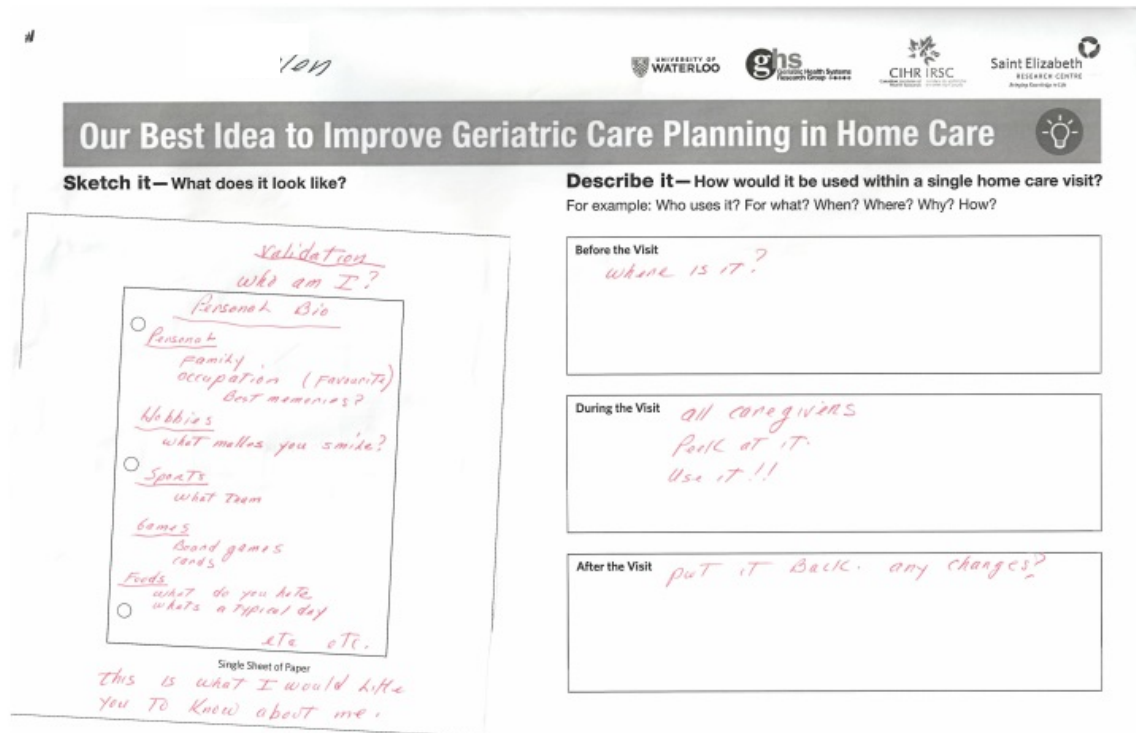 UNIVERSITY OF
WATERLOO
ghs
Geriatric Health Systems
Research Group
CIHR IRSC
Saint Elizabeth
RESEARCH CENTRE
Our Best Idea to Improve Geriatric Care Planning in Home Care
Sketch it— What does it look like?
Validation
Who am I?
Personal Bio
Personal
Family
occupation (Favourite)
Best memories?
Hobbies
what makes you smile?
Sports
what Team
Games
Board games
cards
Foods
what do you hate
whats a typical day
etc etc.
Single Sheet of Paper
this is what I would like
you To Know about me.
Describe it— How would it be used within a single home care visit?
For example: Who uses it? For what? When? Where? Why? How?
Before the Visit
where is it?
During the Visit
all caregivers
Peek at it.
Use it!!
After the Visit
put it Back. any changes?